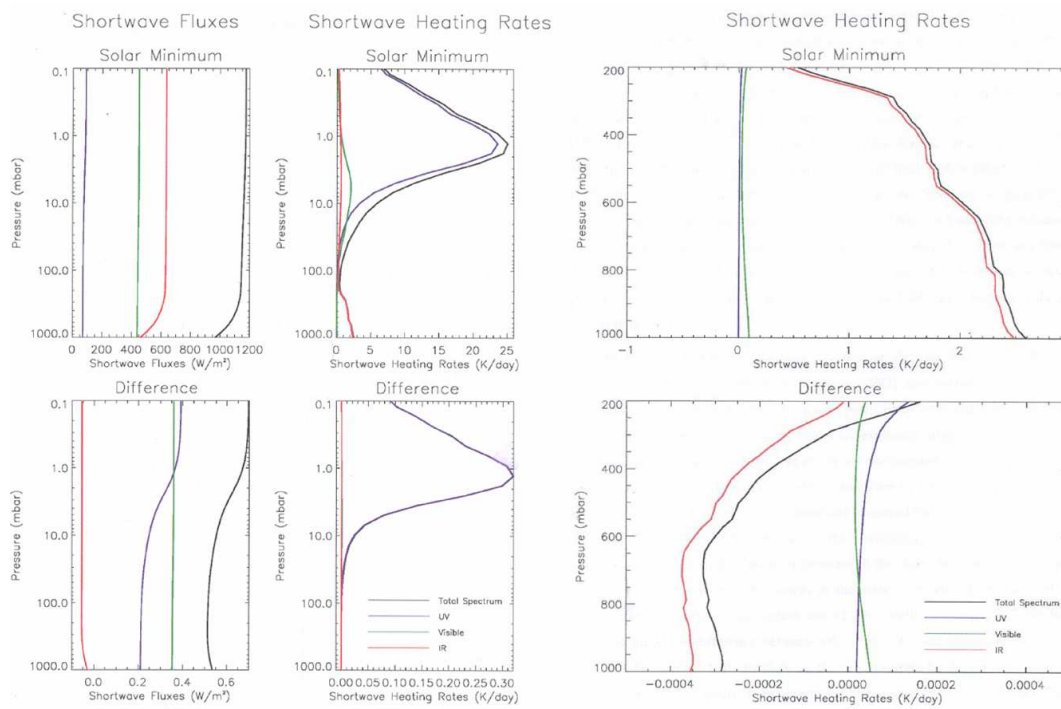 Shortwave Fluxes
Solar Minimum
0.1
1.0
10.0
100.0
1000.0
Pressure (mbar)
0 200 400 600 800 1000 1200
Shortwave Fluxes (W/m²)
Shortwave Heating Rates
Solar Minimum
0.1
1.0
10.0
100.0
1000.0
Pressure (mbar)
0 5 10 15 20 25
Shortwave Heating Rates (K/day)
Shortwave Heating Rates
Solar Minimum
200
400
600
800
1000
Pressure (mbar)
-1 0 1 2
Shortwave Heating Rates (K/day)
Difference
0.1
1.0
10.0
100.0
1000.0
Pressure (mbar)
0.0 0.2 0.4 0.6
Shortwave Fluxes (W/m²)
Difference
0.1
1.0
10.0
100.0
1000.0
Pressure (mbar)
Total Spectrum
UV
Visible
IR
0.00 0.05 0.10 0.15 0.20 0.25 0.30
Shortwave Heating Rates (K/day)
Difference
200
400
600
800
1000
Pressure (mbar)
Total Spectrum
UV
Visible
IR
-0.0004 -0.0002 0.0000 0.0002 0.0004
Shortwave Heating Rates (K/day)